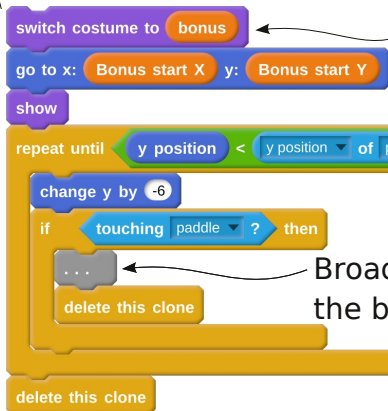 switch costume to bonus
go to x: Bonus start X y: Bonus start Y
show
repeat until y position < y position of
change y by -6
if touching paddle ? then
...
Broad
the b
delete this clone
delete this clone